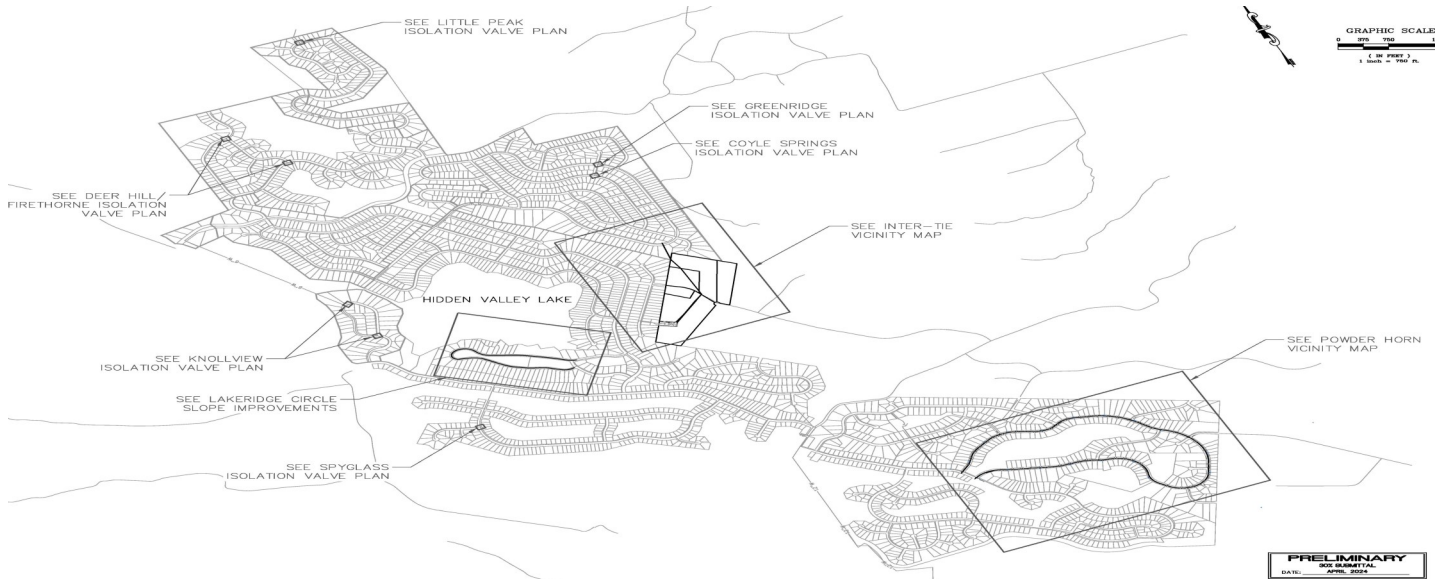 SEE LITTLE PEAK
ISOLATION VALVE PLAN
GRAPHIC SCALE
0 375 750
( IN FEET )
1 inch = 750 ft.
SEE GREENRIDGE
ISOLATION VALVE PLAN
SEE COYLE SPRINGS
ISOLATION VALVE PLAN
SEE DEER HILL/
FIRETHORNE ISOLATION
VALVE PLAN
SEE INTER-TIE
VICINITY MAP
HIDDEN VALLEY LAKE
SEE KNOLLVIEW
ISOLATION VALVE PLAN
SEE POWDER HORN
VICINITY MAP
SEE LAKERIDGE CIRCLE
SLOPE IMPROVEMENTS
SEE SPYGLASS
ISOLATION VALVE PLAN
PRELIMINARY
30% SUBMITTAL
DATE: APRIL 2024